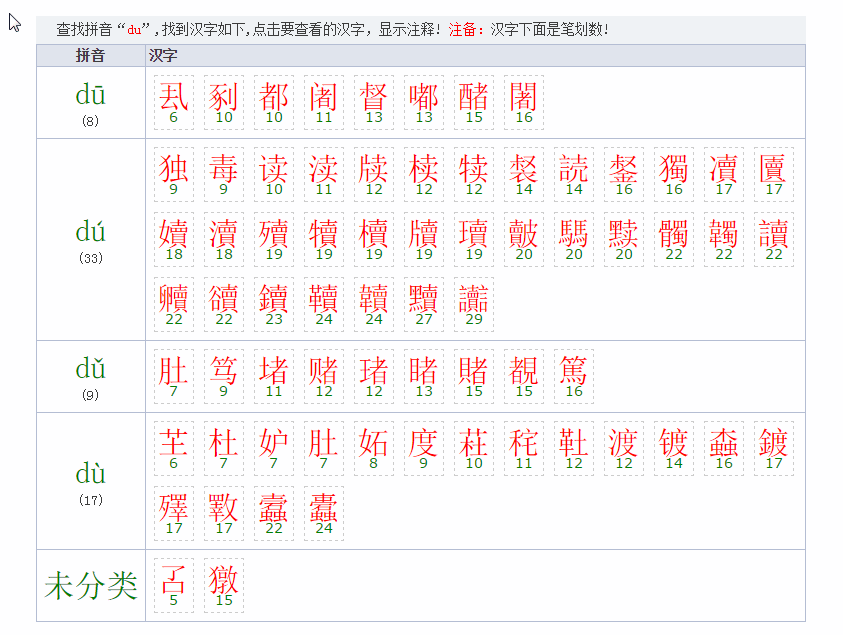 查找拼音“du”,找到汉字如下,点击要查看的汉字，显示注释！注备：汉字下面是笔划数！
拼音 汉字
dū
(8)
厾 剢 都 阇 督 嘟 醏 闍
6 10 10 11 13 13 15 16
dú
(33)
独 毒 读 渎 牍 椟 犊 裻 読 錖 獨 凟 匵
9 9 10 11 12 12 12 14 14 16 16 17 17
嬻 瀆 殰 犢 櫝 牘 瓄 皾 騳 黩 髑 韣 讀
18 18 19 19 19 19 19 20 20 20 22 22 22
豄 贕 鑟 韇 韥 黷 讟
22 22 23 24 24 27 29
dǔ
(9)
肚 笃 堵 赌 琽 睹 賭 覩 篤
7 9 11 12 12 13 15 15 16
dù
(17)
芏 杜 妒 肚 妬 度 荰 秺 靯 渡 镀 螙 鍍
6 7 7 7 8 9 10 11 12 12 14 16 17
殬 斁 蠧 蠹
17 17 22 24
未分类
5 15